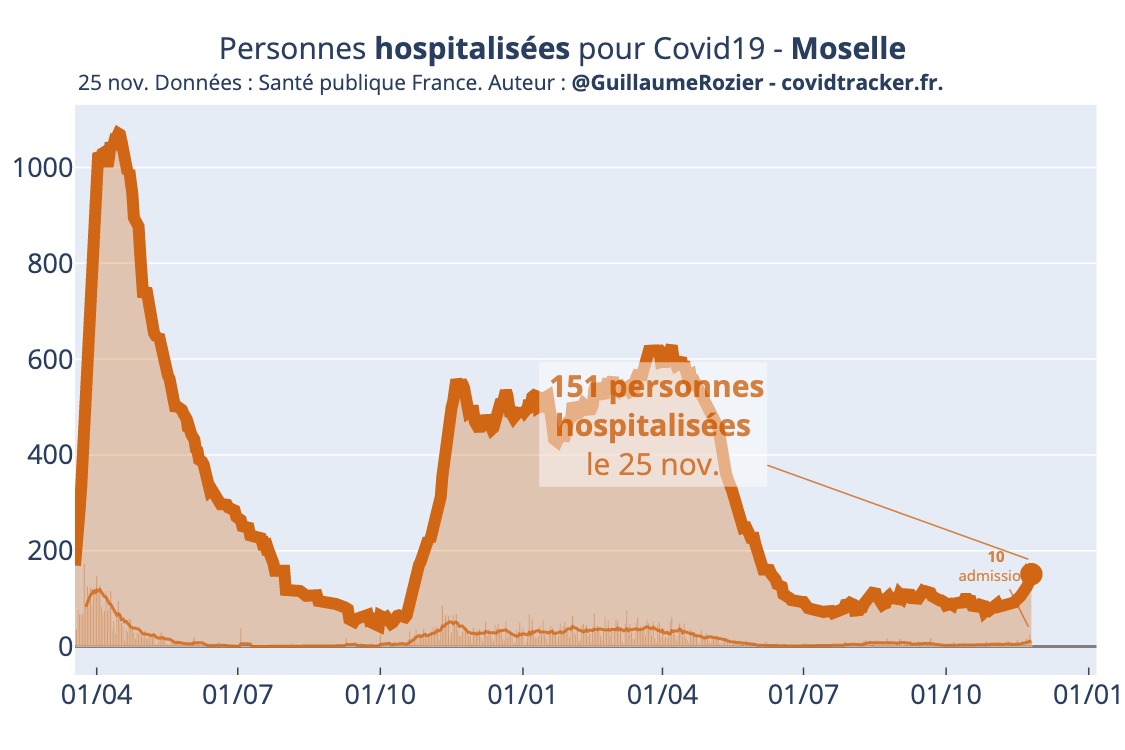 Personnes hospitalisées pour Covid19 - Moselle
25 nov. Données : Santé publique France. Auteur : @GuillaumeRozier - covidtracker.fr.
1000
800
600
400
200
0
151 personnes
hospitalisées
le 25 nov.
10
admissio
01/04
01/07
01/10
01/01
01/04
01/07
01/10
01/01